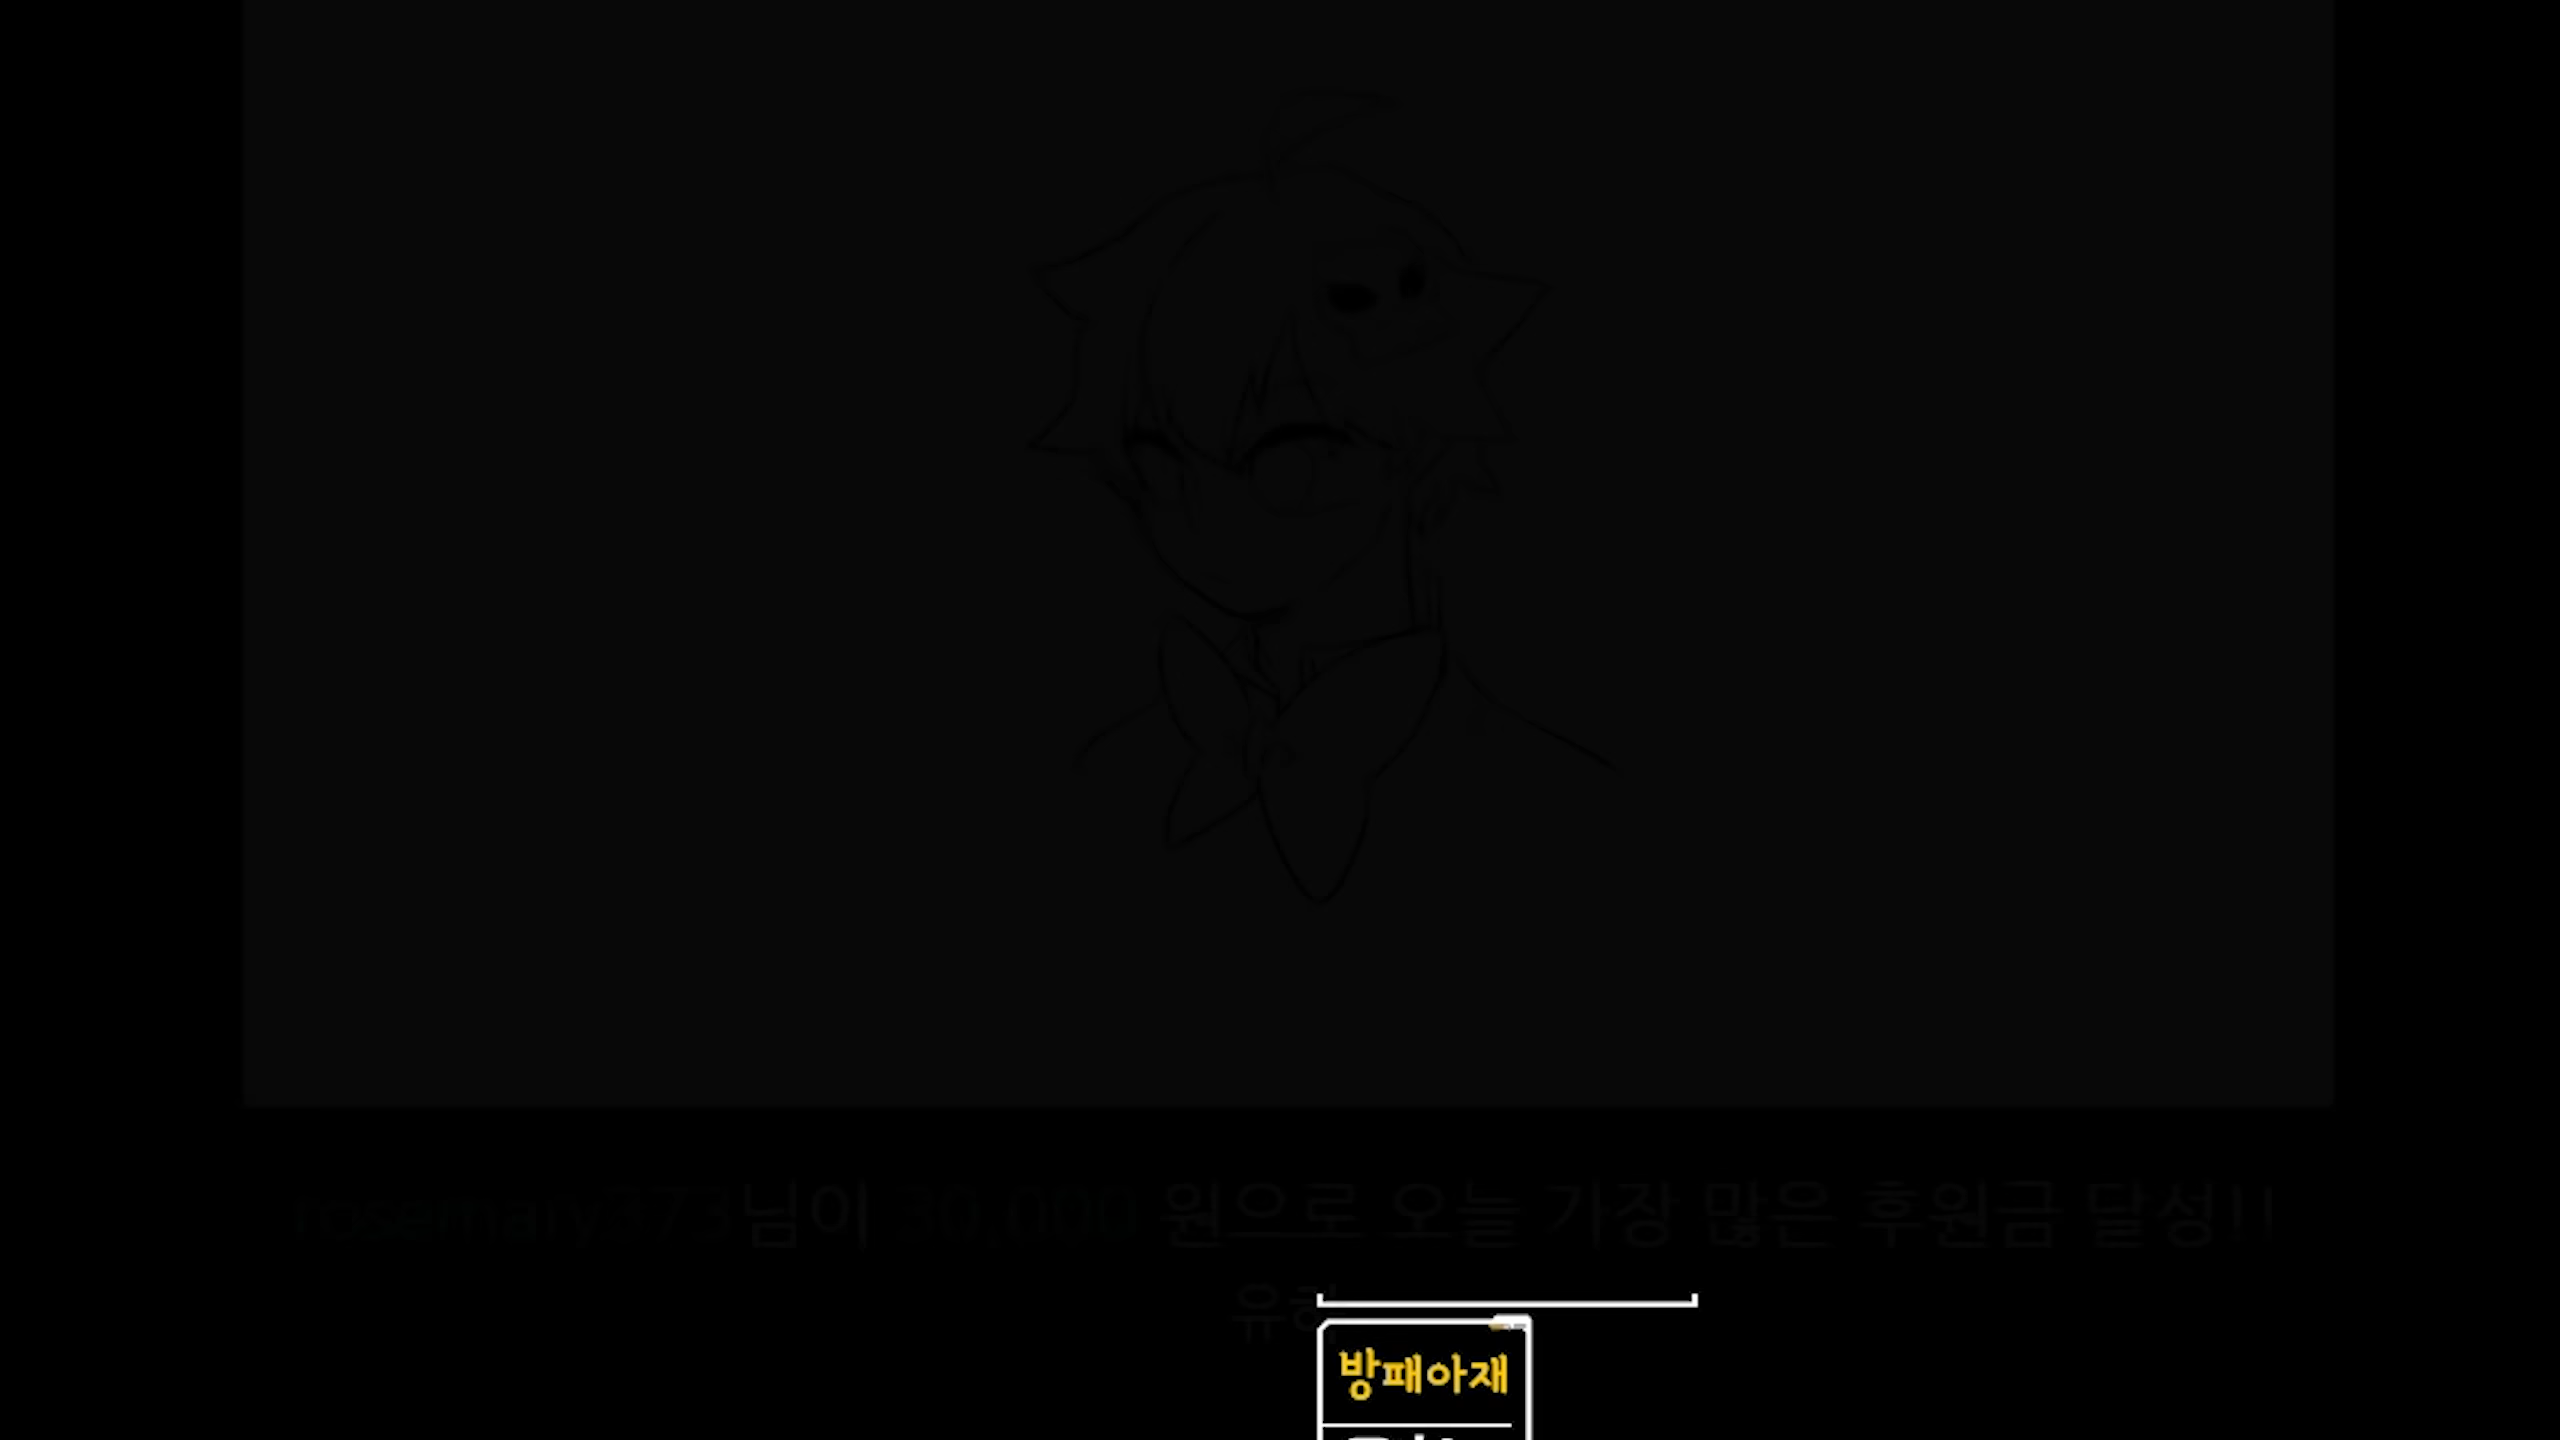 rosemary373님이 30,000 원으로 오늘 가장 많은 후원금 달성!!
방패아재